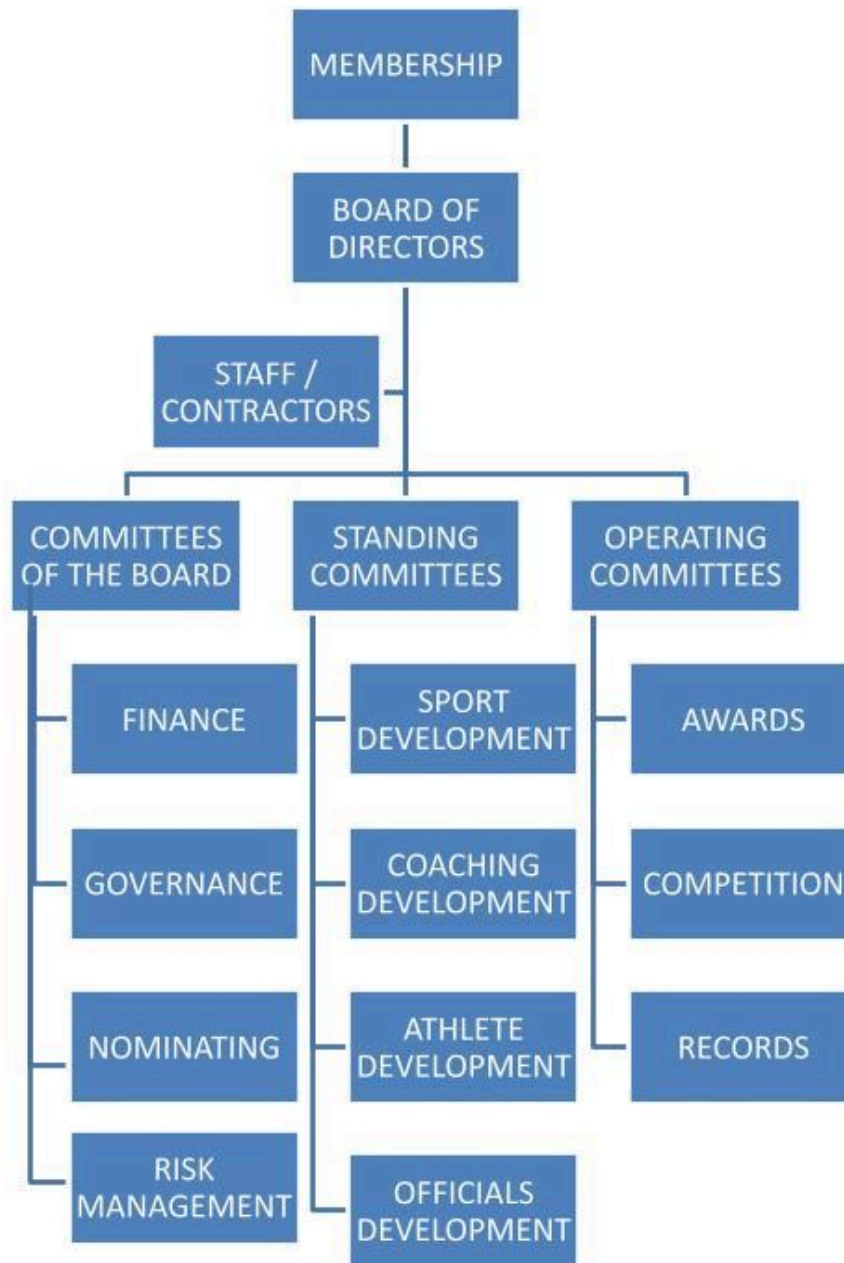 MEMBERSHIP
BOARD OF
DIRECTORS
STAFF /
CONTRACTORS
COMMITTEES
OF THE BOARD
STANDING
COMMITTEES
OPERATING
COMMITTEES
FINANCE
SPORT
DEVELOPMENT
AWARDS
GOVERNANCE
COACHING
DEVELOPMENT
COMPETITION
NOMINATING
ATHLETE
DEVELOPMENT
RECORDS
RISK
MANAGEMENT
OFFICIALS
DEVELOPMENT